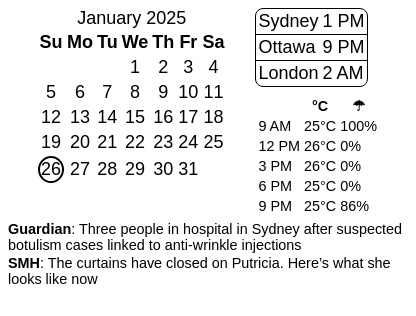 January 2025
Su Mo Tu We Th Fr Sa
1 2 3 4
5 6 7 8 9 10 11
12 13 14 15 16 17 18
19 20 21 22 23 24 25
26 27 28 29 30 31
Sydney 1 PM
Ottawa 9 PM
London 2 AM
°C ☂
9 AM 25°C 100%
12 PM 26°C 0%
3 PM 26°C 0%
6 PM 25°C 0%
9 PM 25°C 86%
Guardian: Three people in hospital in Sydney after suspected
botulism cases linked to anti-wrinkle injections
SMH: The curtains have closed on Putricia. Here’s what she
looks like now